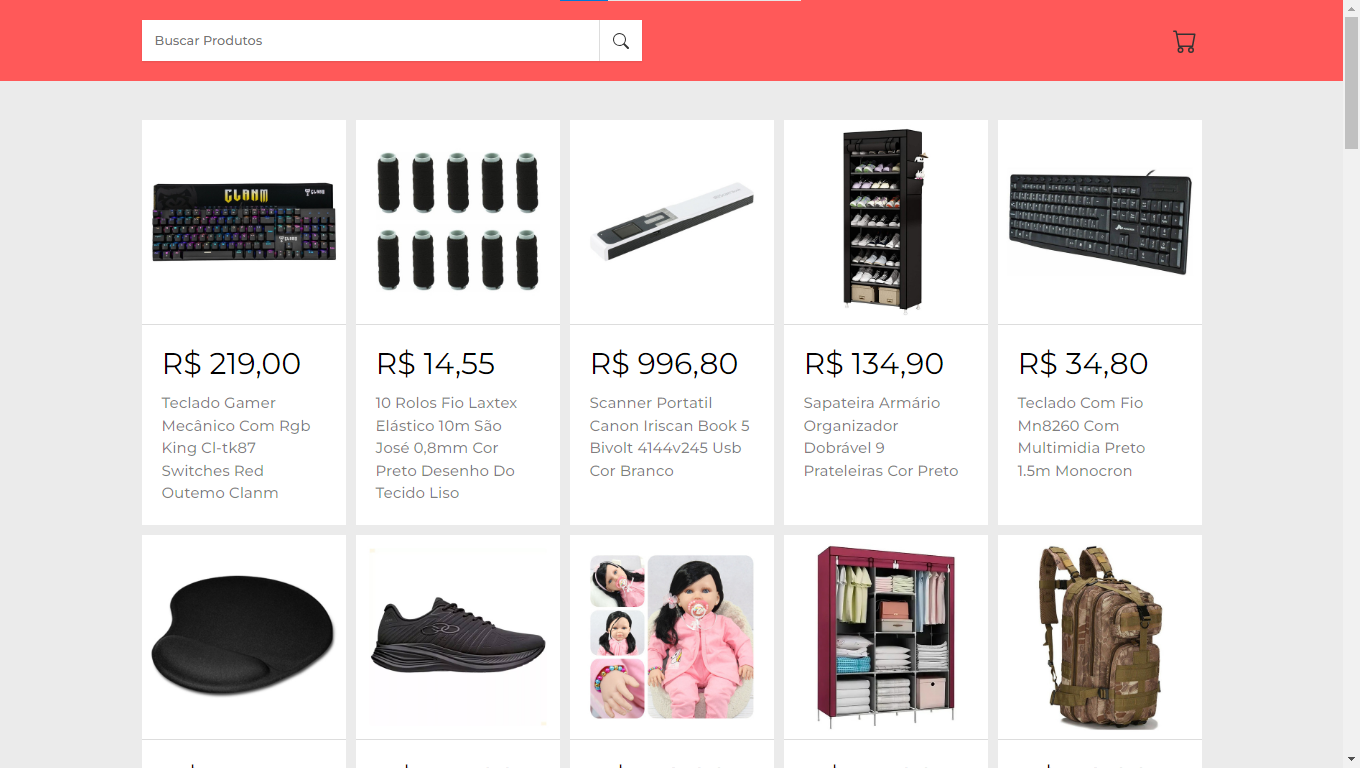 Buscar Produtos
CLANM
CLANM
CLANM
R$ 219,00
Teclado Gamer
Mecânico Com Rgb
King Cl-tk87
Switches Red
Outemo Clanm
R$ 14,55
10 Rolos Fio Laxtex
Elástico 10m São
José 0,8mm Cor
Preto Desenho Do
Tecido Liso
R$ 996,80
Scanner Portatil
Canon Iriscan Book 5
Bivolt 4144v245 Usb
Cor Branco
R$ 134,90
Sapateira Armário
Organizador
Dobrável 9
Prateleiras Cor Preto
R$ 34,80
Teclado Com Fio
Mn8260 Com
Multimidia Preto
1.5m Monocron